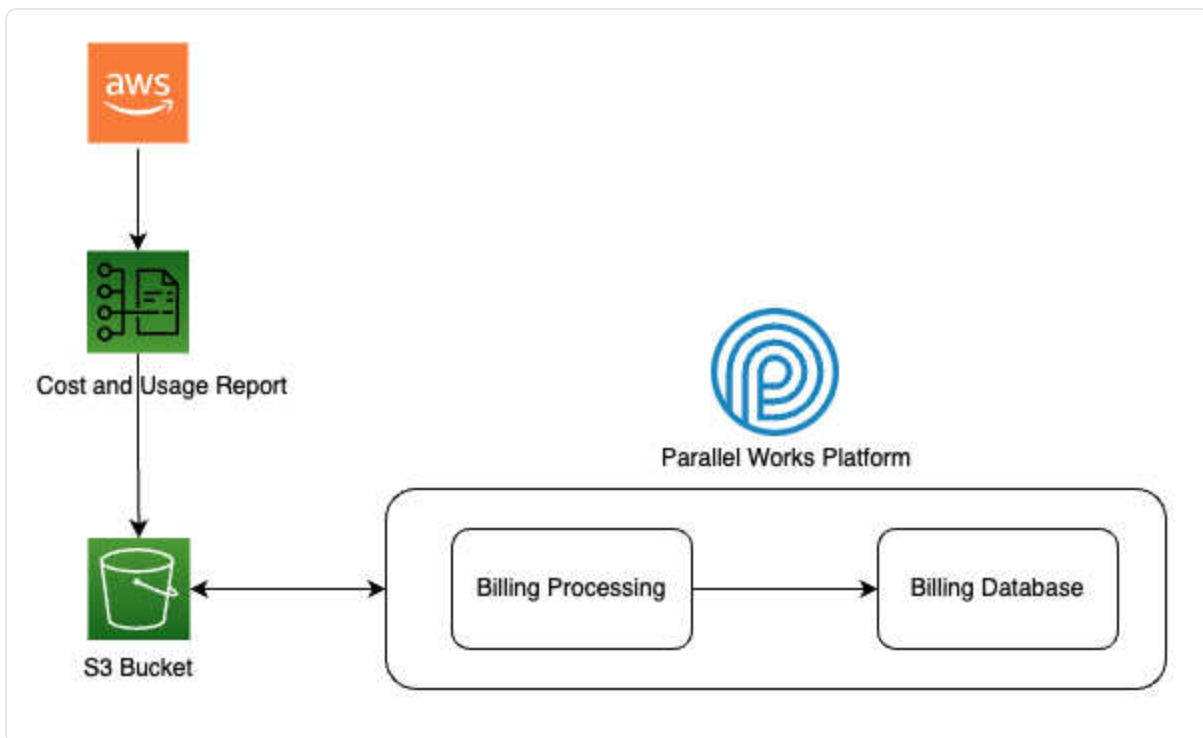 aws
Cost and Usage Report
Parallel Works Platform
Billing Processing
Billing Database
S3 Bucket